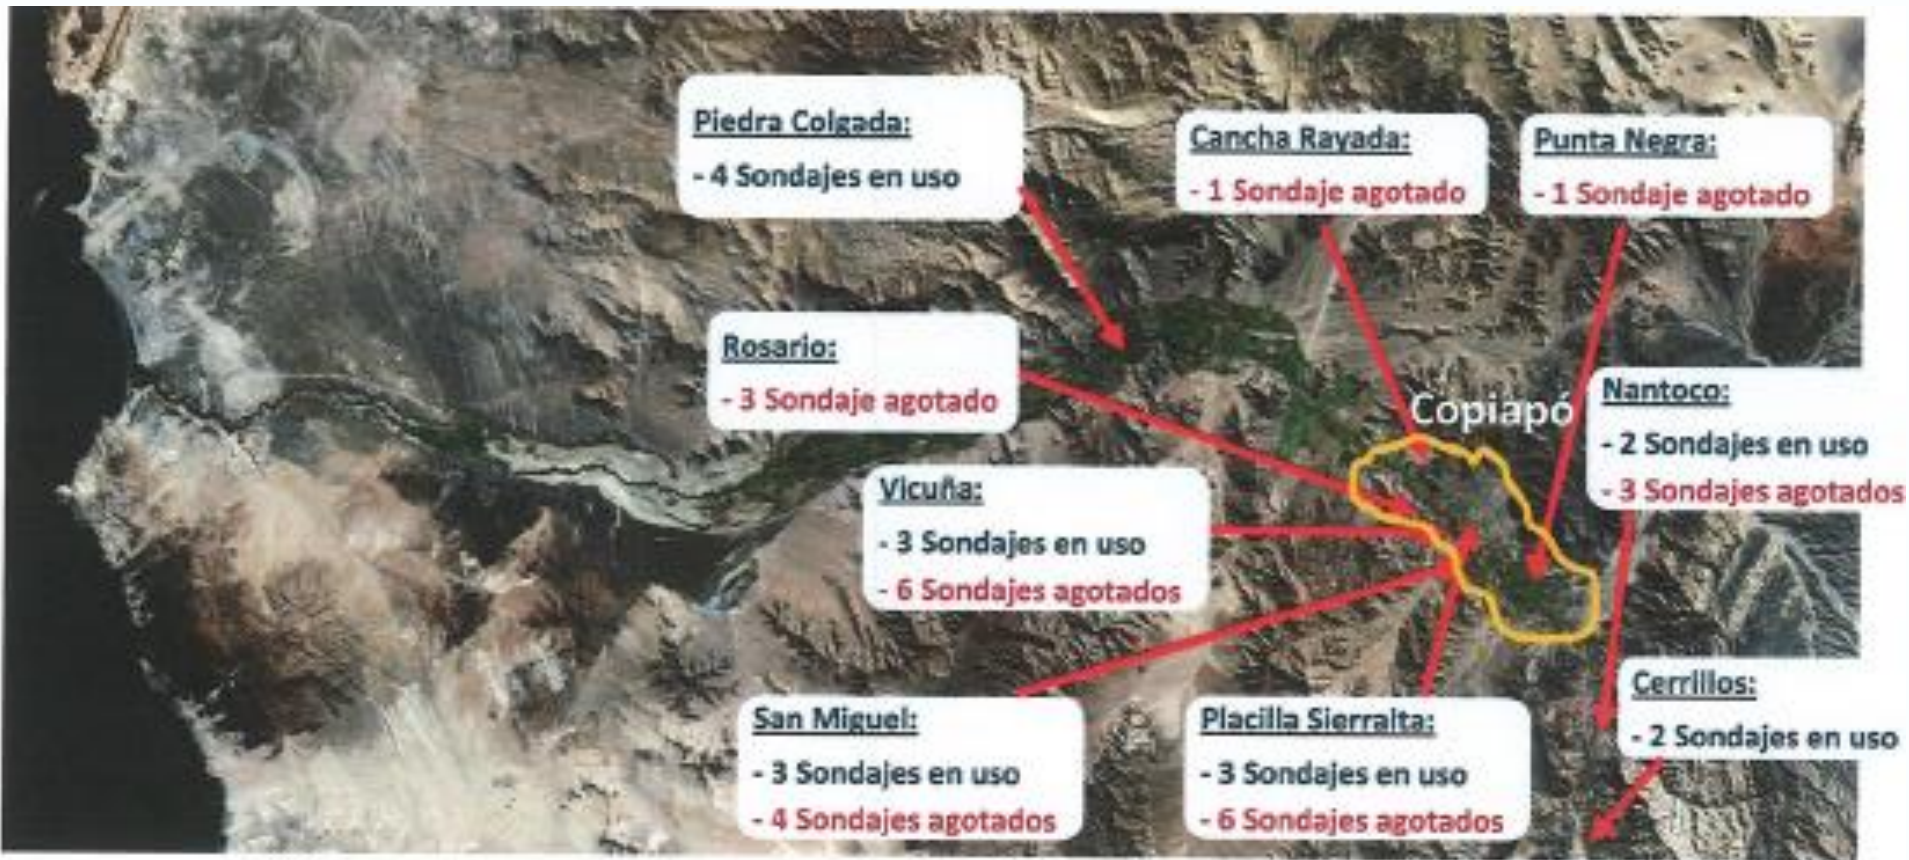 Piedra Colgada:
- 4 Sondajes en uso
Cancha Rayada:
- 1 Sondaje agotado
Punta Negra:
- 1 Sondaje agotado
Rosario:
- 3 Sondaje agotado
Copiapó
Nantoco:
- 2 Sondajes en uso
- 3 Sondajes agotados
Vicuña:
- 3 Sondajes en uso
- 6 Sondajes agotados
Cerrillos:
- 2 Sondajes en uso
San Miguel:
- 3 Sondajes en uso
- 4 Sondajes agotados
Placilla Sierralta:
- 3 Sondajes en uso
- 6 Sondajes agotados